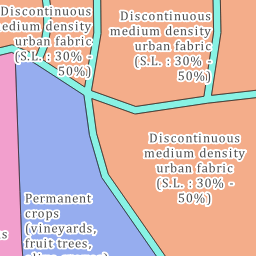 Discontinuous
medium density
urban fabric
(S.L. : 30% -
50%)
Discontinuous
medium density
urban fabric
(S.L. : 30% -
50%)
Discontinuous
medium density
urban fabric
(S.L. : 30% -
50%)
Permanent
crops
(vineyards,
fruit trees,